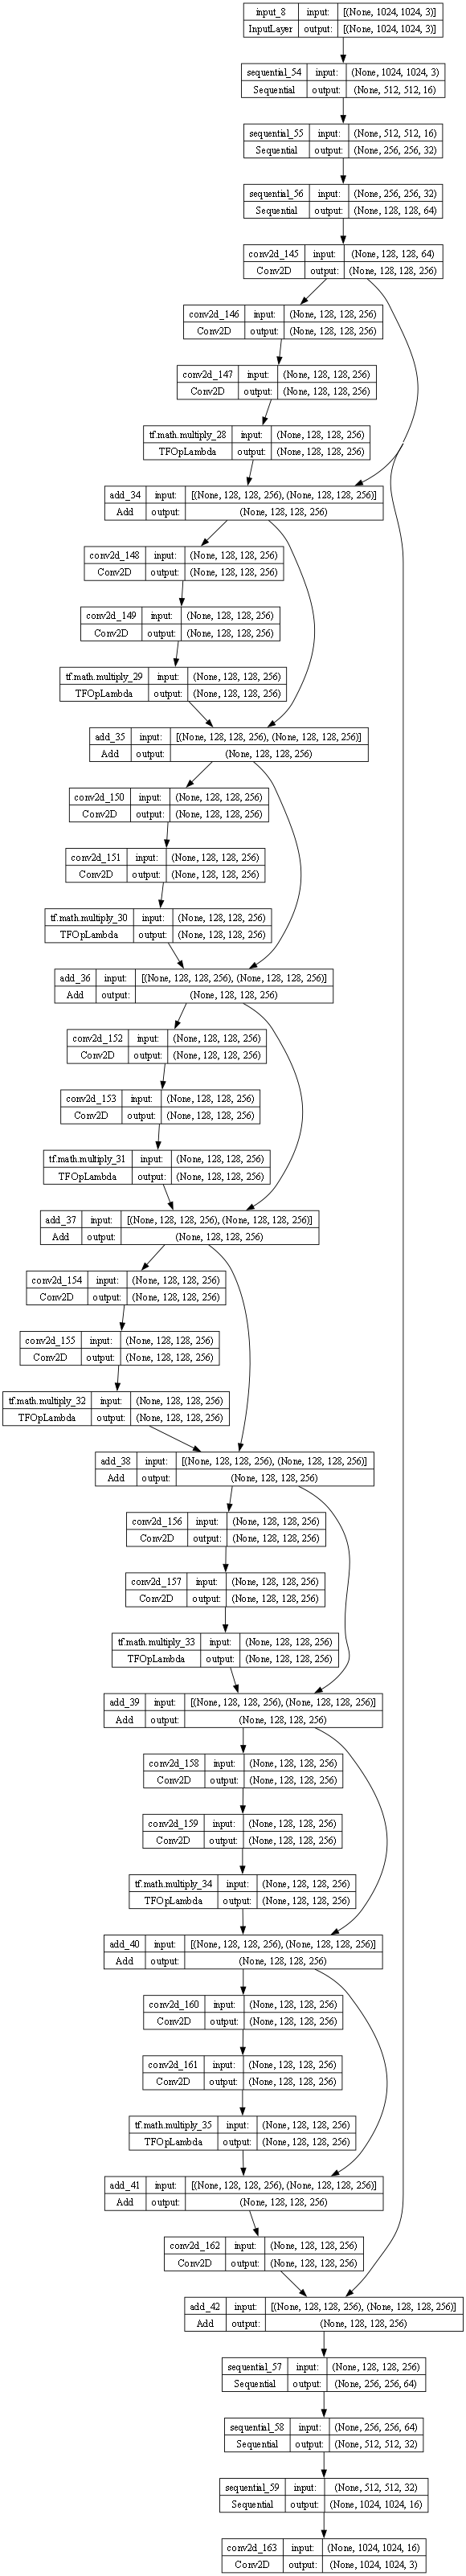 input_8 input: [(None, 1024, 1024, 3)]
InputLayer output: [(None, 1024, 1024, 3)]
sequential_54 input: (None, 1024, 1024, 3)
Sequential output: (None, 512, 512, 16)
sequential_55 input: (None, 512, 512, 16)
Sequential output: (None, 256, 256, 32)
sequential_56 input: (None, 256, 256, 32)
Sequential output: (None, 128, 128, 64)
conv2d_145 input: (None, 128, 128, 64)
Conv2D output: (None, 128, 128, 256)
conv2d_146 input: (None, 128, 128, 256)
Conv2D output: (None, 128, 128, 256)
conv2d_147 input: (None, 128, 128, 256)
Conv2D output: (None, 128, 128, 256)
tf.math.multiply_28 input: (None, 128, 128, 256)
TFOpLambda output: (None, 128, 128, 256)
add_34 input: [(None, 128, 128, 256), (None, 128, 128, 256)]
Add output: (None, 128, 128, 256)
conv2d_148 input: (None, 128, 128, 256)
Conv2D output: (None, 128, 128, 256)
conv2d_149 input: (None, 128, 128, 256)
Conv2D output: (None, 128, 128, 256)
tf.math.multiply_29 input: (None, 128, 128, 256)
TFOpLambda output: (None, 128, 128, 256)
add_35 input: [(None, 128, 128, 256), (None, 128, 128, 256)]
Add output: (None, 128, 128, 256)
conv2d_150 input: (None, 128, 128, 256)
Conv2D output: (None, 128, 128, 256)
conv2d_151 input: (None, 128, 128, 256)
Conv2D output: (None, 128, 128, 256)
tf.math.multiply_30 input: (None, 128, 128, 256)
TFOpLambda output: (None, 128, 128, 256)
add_36 input: [(None, 128, 128, 256), (None, 128, 128, 256)]
Add output: (None, 128, 128, 256)
conv2d_152 input: (None, 128, 128, 256)
Conv2D output: (None, 128, 128, 256)
conv2d_153 input: (None, 128, 128, 256)
Conv2D output: (None, 128, 128, 256)
tf.math.multiply_31 input: (None, 128, 128, 256)
TFOpLambda output: (None, 128, 128, 256)
add_37 input: [(None, 128, 128, 256), (None, 128, 128, 256)]
Add output: (None, 128, 128, 256)
conv2d_154 input: (None, 128, 128, 256)
Conv2D output: (None, 128, 128, 256)
conv2d_155 input: (None, 128, 128, 256)
Conv2D output: (None, 128, 128, 256)
tf.math.multiply_32 input: (None, 128, 128, 256)
TFOpLambda output: (None, 128, 128, 256)
add_38 input: [(None, 128, 128, 256), (None, 128, 128, 256)]
Add output: (None, 128, 128, 256)
conv2d_156 input: (None, 128, 128, 256)
Conv2D output: (None, 128, 128, 256)
conv2d_157 input: (None, 128, 128, 256)
Conv2D output: (None, 128, 128, 256)
tf.math.multiply_33 input: (None, 128, 128, 256)
TFOpLambda output: (None, 128, 128, 256)
add_39 input: [(None, 128, 128, 256), (None, 128, 128, 256)]
Add output: (None, 128, 128, 256)
conv2d_158 input: (None, 128, 128, 256)
Conv2D output: (None, 128, 128, 256)
conv2d_159 input: (None, 128, 128, 256)
Conv2D output: (None, 128, 128, 256)
tf.math.multiply_34 input: (None, 128, 128, 256)
TFOpLambda output: (None, 128, 128, 256)
add_40 input: [(None, 128, 128, 256), (None, 128, 128, 256)]
Add output: (None, 128, 128, 256)
conv2d_160 input: (None, 128, 128, 256)
Conv2D output: (None, 128, 128, 256)
conv2d_161 input: (None, 128, 128, 256)
Conv2D output: (None, 128, 128, 256)
tf.math.multiply_35 input: (None, 128, 128, 256)
TFOpLambda output: (None, 128, 128, 256)
add_41 input: [(None, 128, 128, 256), (None, 128, 128, 256)]
Add output: (None, 128, 128, 256)
conv2d_162 input: (None, 128, 128, 256)
Conv2D output: (None, 128, 128, 256)
add_42 input: [(None, 128, 128, 256), (None, 128, 128, 256)]
Add output: (None, 128, 128, 256)
sequential_57 input: (None, 128, 128, 256)
Sequential output: (None, 256, 256, 64)
sequential_58 input: (None, 256, 256, 64)
Sequential output: (None, 512, 512, 32)
sequential_59 input: (None, 512, 512, 32)
Sequential output: (None, 1024, 1024, 16)
conv2d_163 input: (None, 1024, 1024, 16)
Conv2D output: (None, 1024, 1024, 3)